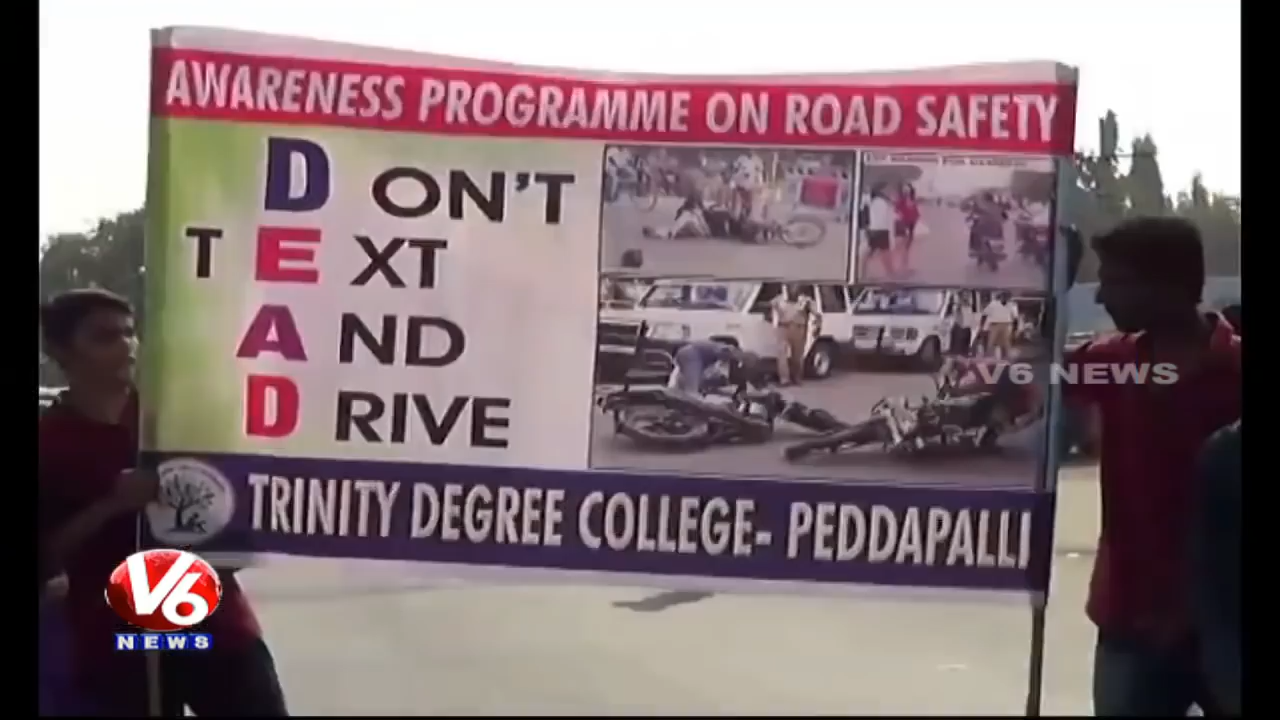 AWARENESS PROGRAMME ON ROAD SAFETY
DON'T
TEXT
AND
DRIVE
TRINITY DEGREE COLLEGE- PEDDAPALLI
V6 NEWS
V6
NEWS